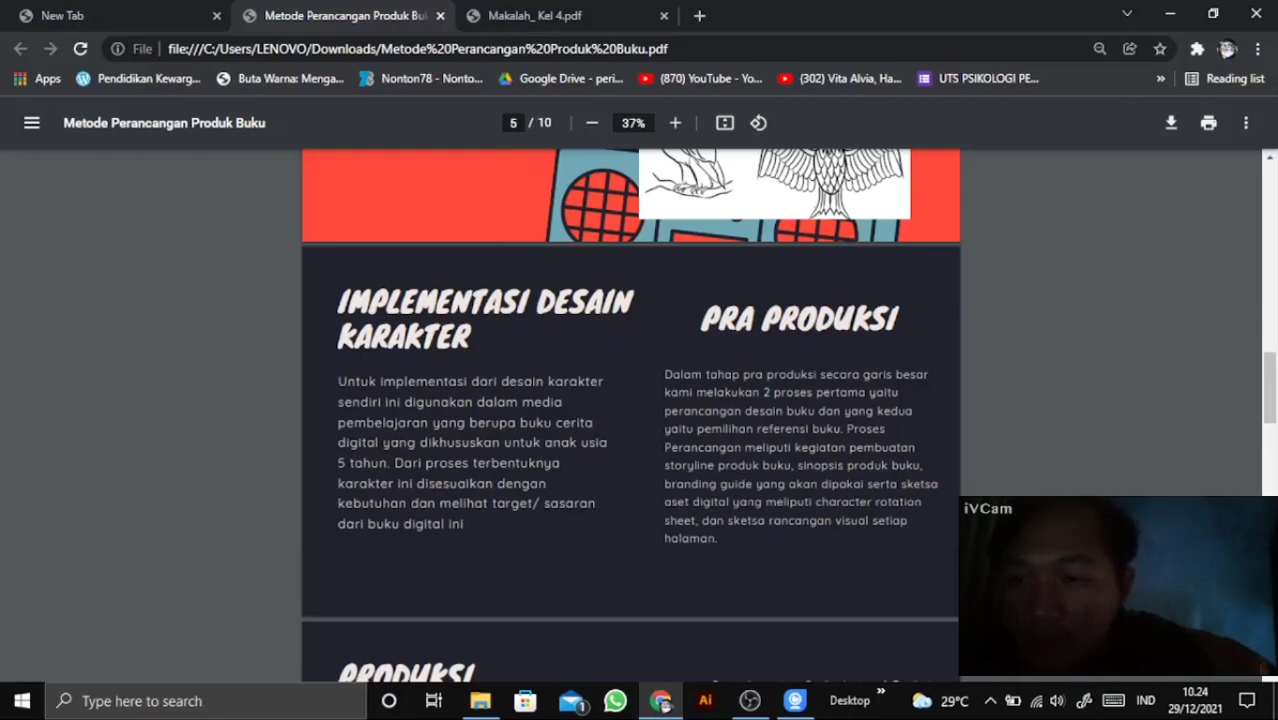 New Tab
Metode Perancangan Produk Bu
Makalah_ Kel 4.pdf
File
file:///C:/Users/LENOVO/Downloads/Metode%20Perancangan%20Produk%20Buku.pdf
Apps
Pendidikan Kewarg...
Buta Warna: Menga...
Nonton78 - Nonto...
Google Drive - peri...
(870) YouTube - Yo...
(302) Vita Alvia, Ha...
UTS PSIKOLOGI PE...
»
Reading list
Metode Perancangan Produk Buku
5 / 10
37%
IMPLEMENTASI DESAIN
KARAKTER
Untuk implementasi dari desain karakter
sendiri ini digunakan dalam media
pembelajaran yang berupa buku cerita
digital yang dikhususkan untuk anak usia
5 tahun. Dari proses terbentuknya
karakter ini disesuaikan dengan
kebutuhan dan melihat target/ sasaran
dari buku digital ini
PRA PRODUKSI
Dalam tahap pra produksi secara garis besar
kami melakukan 2 proses pertama yaitu
perancangan desain buku dan yang kedua
yaitu pemilihan referensi buku. Proses
Perancangan meliputi kegiatan pembuatan
storyline produk buku, sinopsis produk buku,
branding guide yang akan dipakai serta sketsa
aset digital yang meliputi character rotation
sheet, dan sketsa rancangan visual setiap
halaman.
iVCam
PRODUKSI
Type here to search
1
Ai
Desktop
»
29°C
IND
10.24
29/12/2021